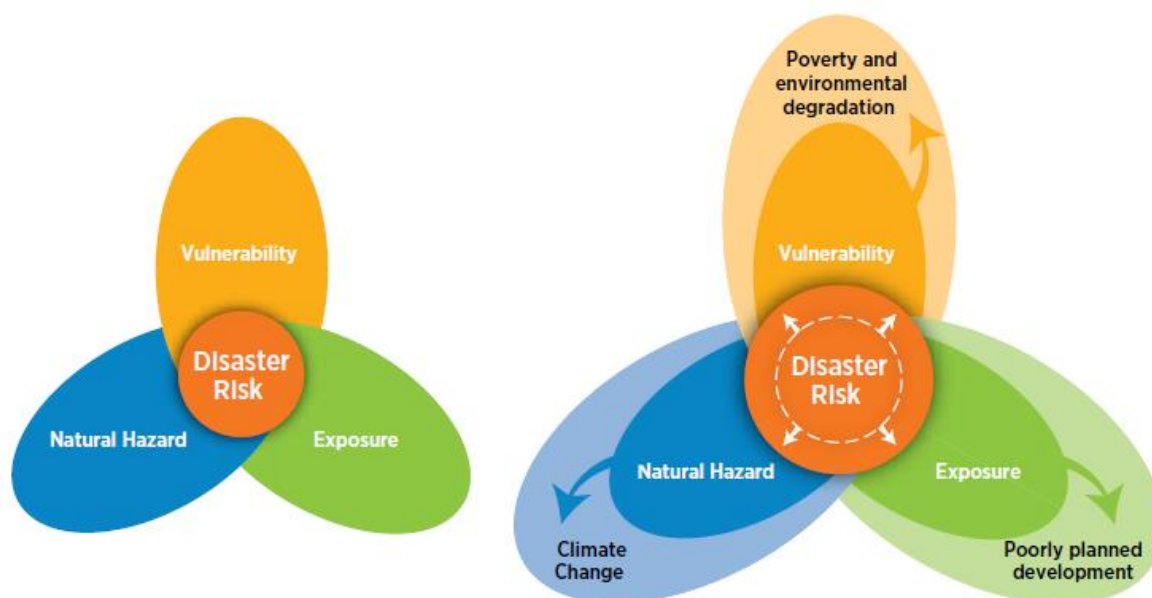 Vulnerability
Disaster
Risk
Natural Hazard
Exposure
Poverty and
environmental
degradation
Vulnerability
Disaster
Risk
Natural Hazard
Exposure
Climate
Change
Poorly planned
development